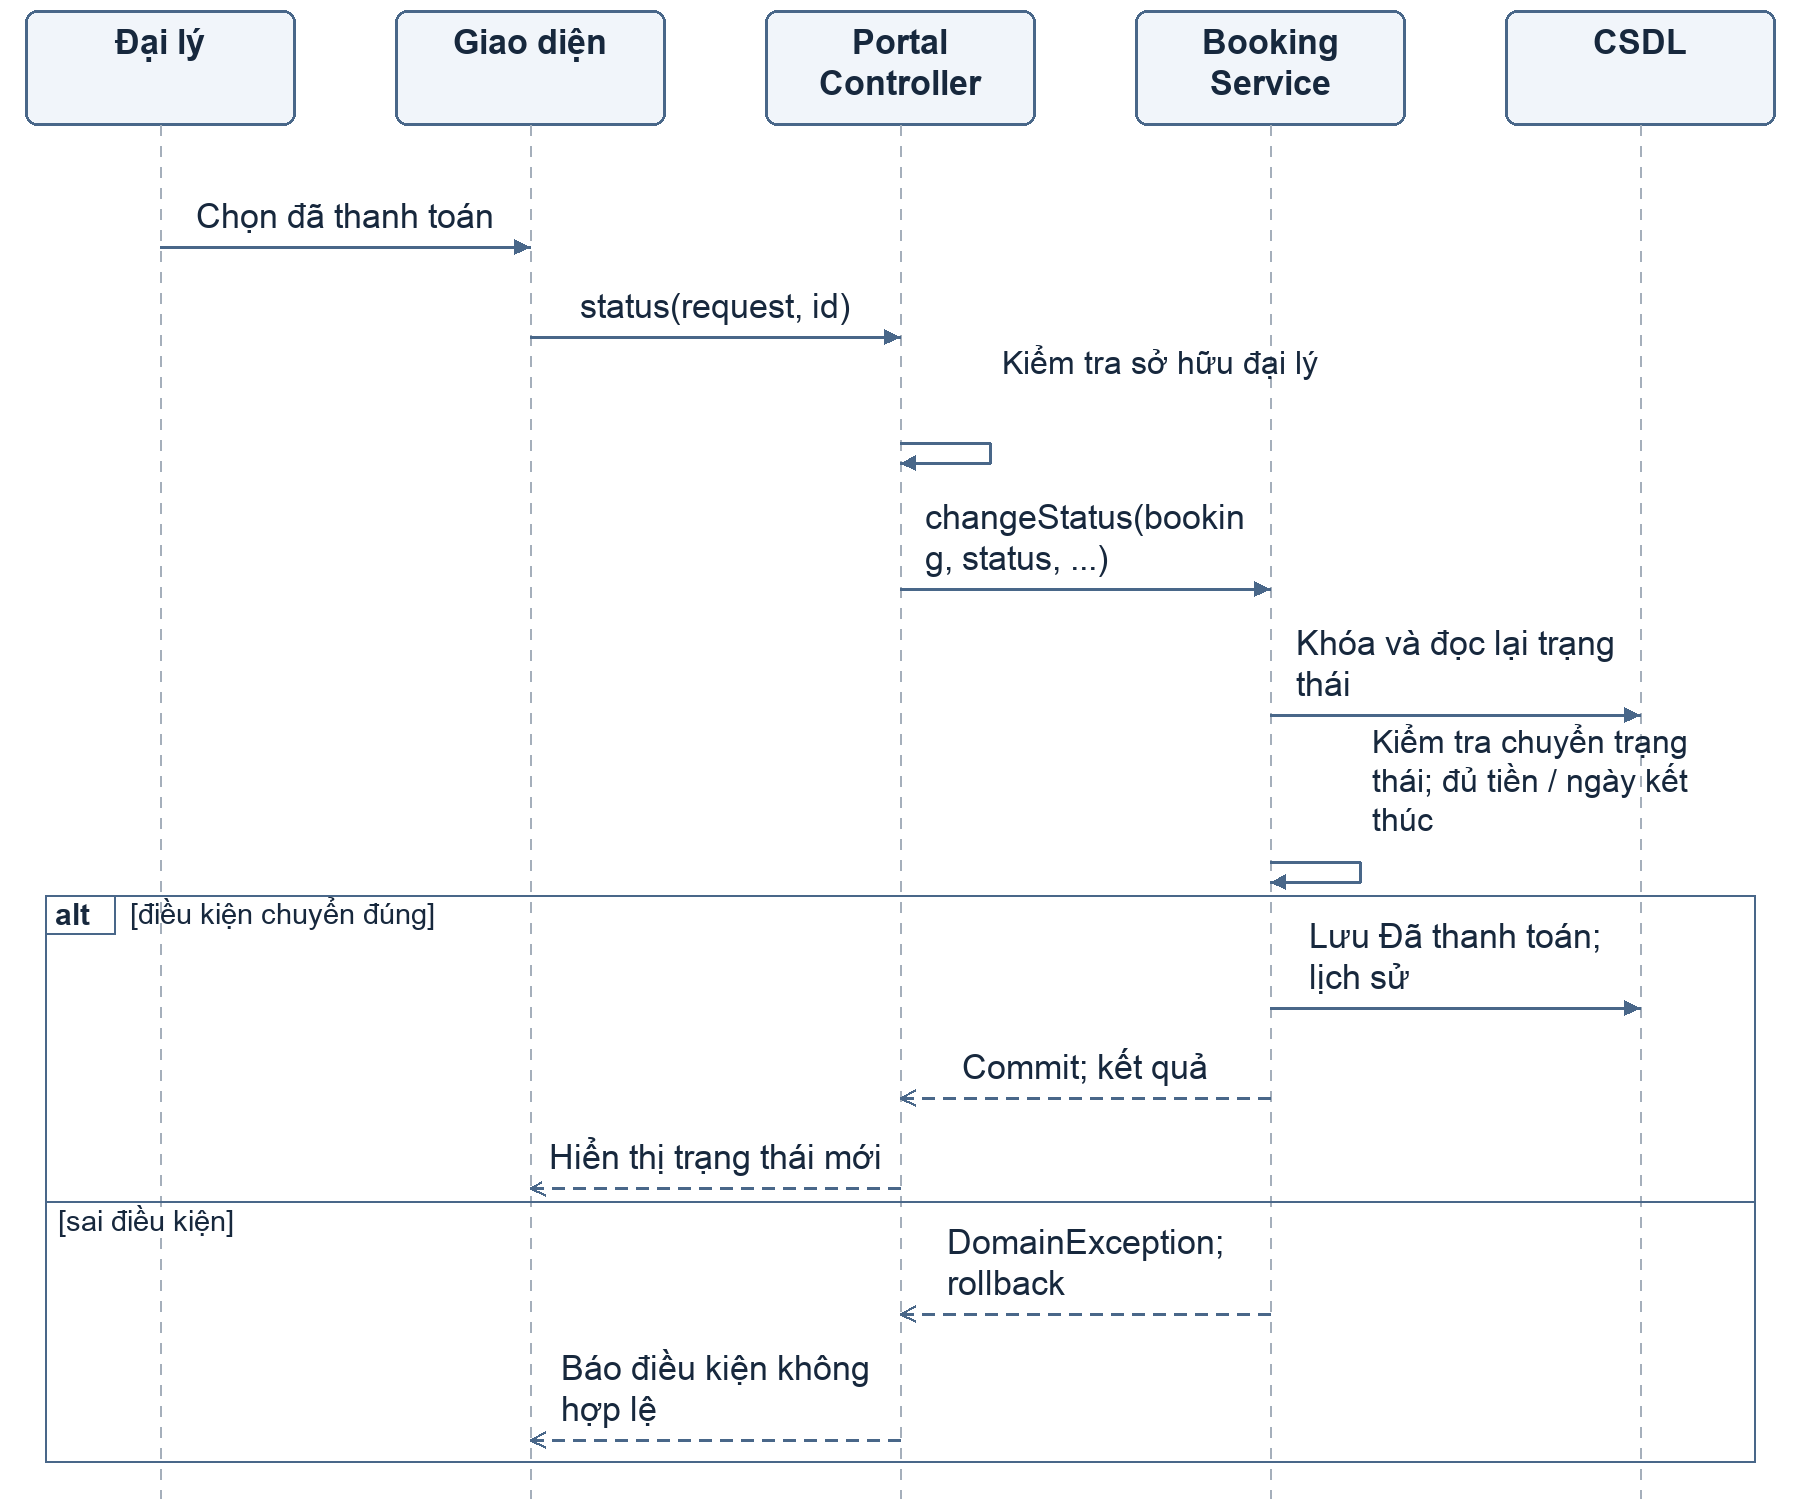 Đại lý
Giao diện
Portal
Controller
Booking
Service
CSDL
Chọn đã thanh toán
status(request, id)
Kiểm tra sở hữu đại lý
changeStatus(bookin
g, status, ...)
Khóa và đọc lại trạng
thái
Kiểm tra chuyển trạng
thái; đủ tiền / ngày kết
thúc
alt
[điều kiện chuyển đúng]
Lưu Đã thanh toán;
lịch sử
Commit; kết quả
Hiển thị trạng thái mới
[sai điều kiện]
DomainException;
rollback
Báo điều kiện không
hợp lệ